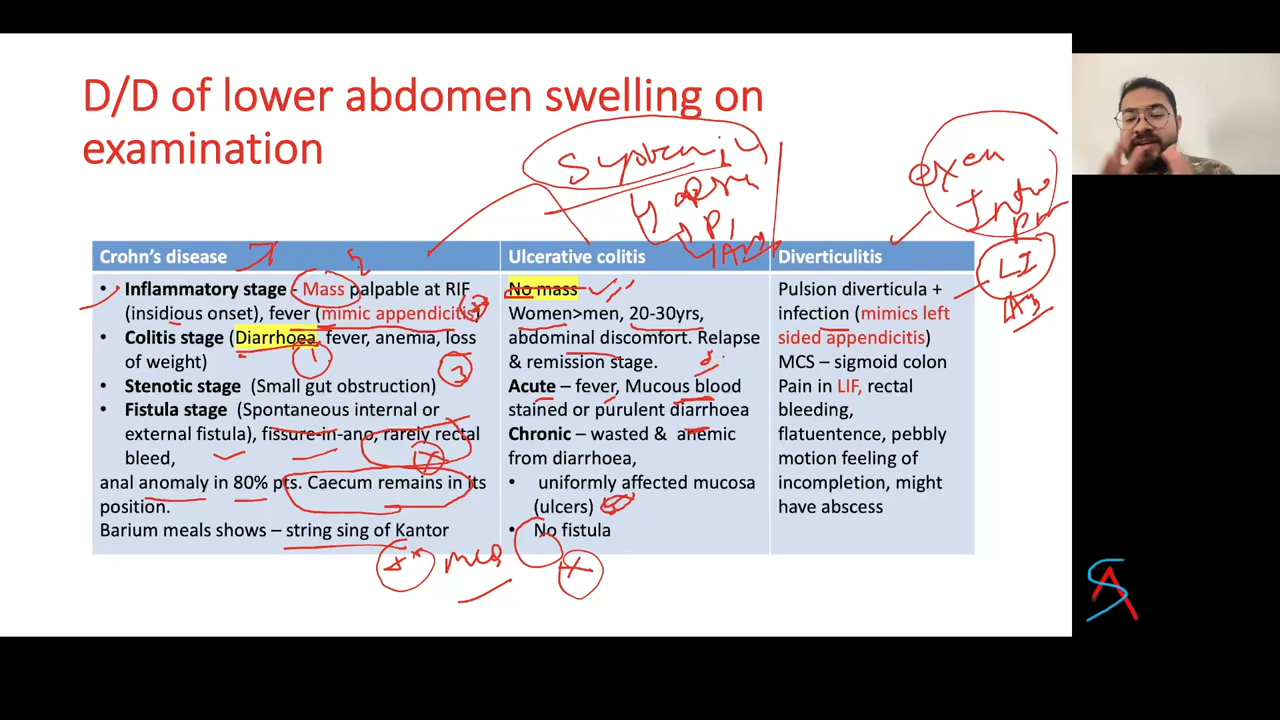 D/D of lower abdomen swelling on
examination
Crohn's disease
• Inflammatory stage - Mass palpable at RIF
(insidious onset), fever (mimic appendicitis)
• Colitis stage (Diarrhoea, fever, anemia, loss
of weight)
• Stenotic stage (Small gut obstruction)
• Fistula stage (Spontaneous internal or
external fistula), fissure-in-ano, rarely rectal
bleed,
anal anomaly in 80% pts. Caecum remains in its
position.
Barium meals shows – string sing of Kantor
Ulcerative colitis
No mass
Women>men, 20-30yrs,
abdominal discomfort. Relapse
& remission stage.
Acute – fever, Mucous blood
stained or purulent diarrhoea
Chronic – wasted & anemic
from diarrhoea,
• uniformly affected mucosa
(ulcers)
• No fistula
Diverticulitis
Pulsion diverticula +
infection (mimics left
sided appendicitis)
MCS – sigmoid colon
Pain in LIF, rectal
bleeding,
flatuentence, pebbly
motion feeling of
incompletion, might
have abscess
LI
1
3
MCQ